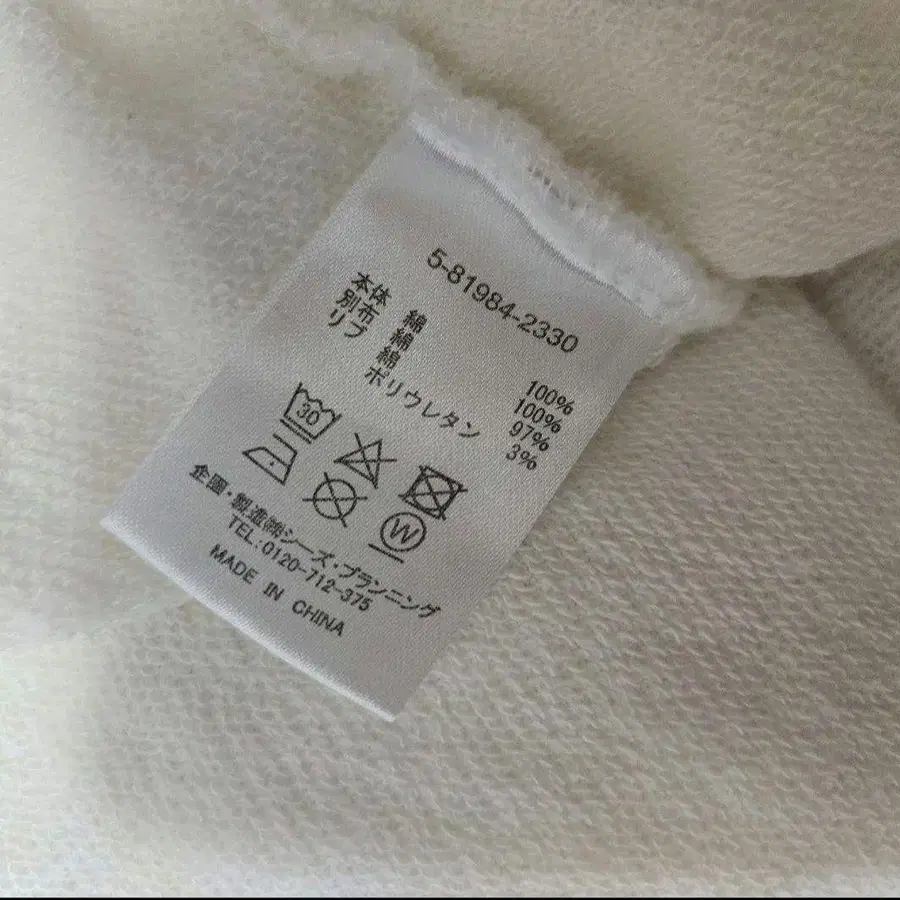 5-81984-2330
本体 綿 100%
別布 綿 100%
リブ 綿 97%
ポリウレタン 3%
30
W
企画・製造㈱シーズ・プランニング
TEL:0120-712-375
MADE IN CHINA